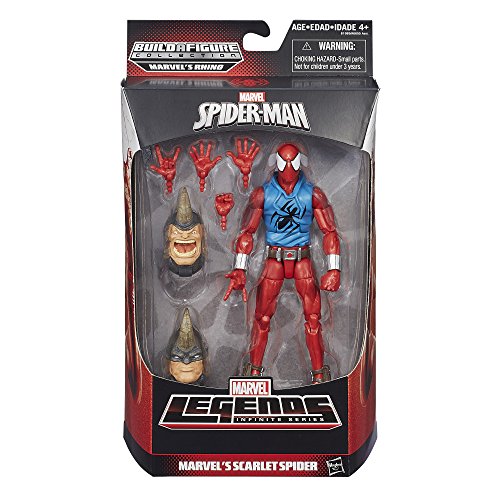 BUILD A FIGURE
COLLECTION
MARVEL'S RHINO
AGE•EDAD•IDADE 4+
WARNING:
CHOKING HAZARD-Small parts.
Not for children under 3 years.
MARVEL
SPIDER-MAN
MARVEL
LEGENDS
INFINITE SERIES
MARVEL'S SCARLET SPIDER
Hasbro